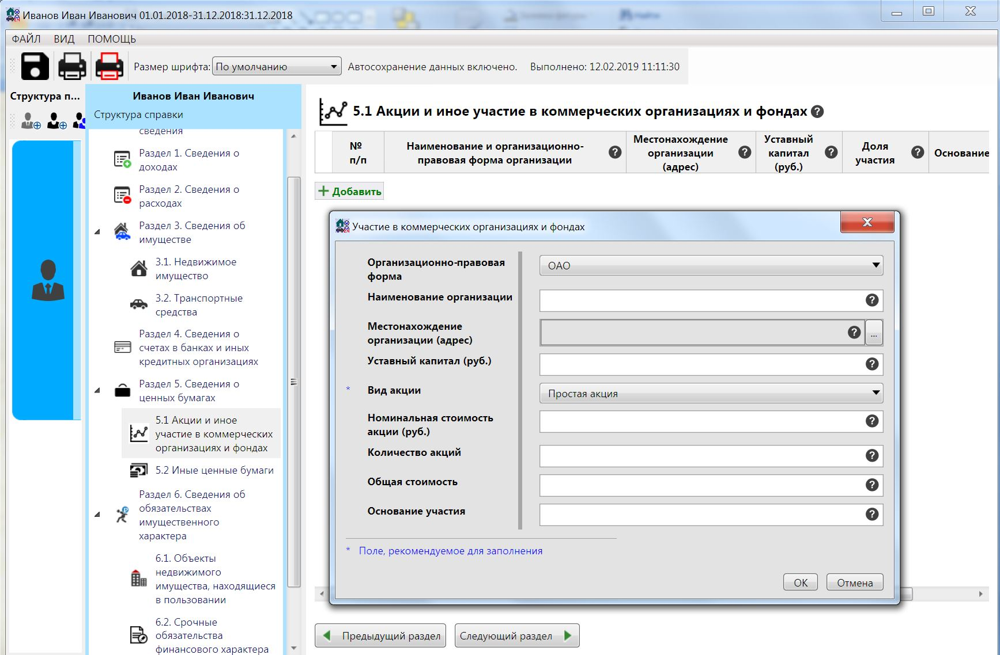 Иванов Иван Иванович 01.01.2018-31.12.2018:31.12.2018
ФАЙЛ ВИД ПОМОЩЬ
Размер шрифта: По умолчанию Автосохранение данных включено. Выполнено: 12.02.2019 11:11:30
Структура п...
Иванов Иван Иванович
Структура справки
сведения
Раздел 1. Сведения о
доходах
Раздел 2. Сведения о
расходах
Раздел 3. Сведения об
имуществе
3.1. Недвижимое
имущество
3.2. Транспортные
средства
Раздел 4. Сведения о
счетах в банках и иных
кредитных организациях
Раздел 5. Сведения о
ценных бумагах
5.1 Акции и иное
участие в коммерческих
организациях и фондах
5.2 Иные ценные бумаги
Раздел 6. Сведения об
обязательствах
имущественного
характера
6.1. Объекты
недвижимого
имущества, находящиеся
в пользовании
6.2. Срочные
обязательства
финансового характера
5.1 Акции и иное участие в коммерческих организациях и фондах ?
№
п/п
Наименование и организационно-
правовая форма организации ?
Местонахождение
организации
(адрес) ?
Уставный
капитал
(руб.) ?
Доля
участия ?
Основание
+ Добавить
Участие в коммерческих организациях и фондах
Организационно-правовая
форма
ОАО
Наименование организации ?
Местонахождение
организации (адрес) ? ...
Уставный капитал (руб.) ?
* Вид акции Простая акция
Номинальная стоимость
акции (руб.) ?
Количество акций ?
Общая стоимость ?
Основание участия ?
* Поле, рекомендуемое для заполнения
ОК Отмена
Предыдущий раздел Следующий раздел